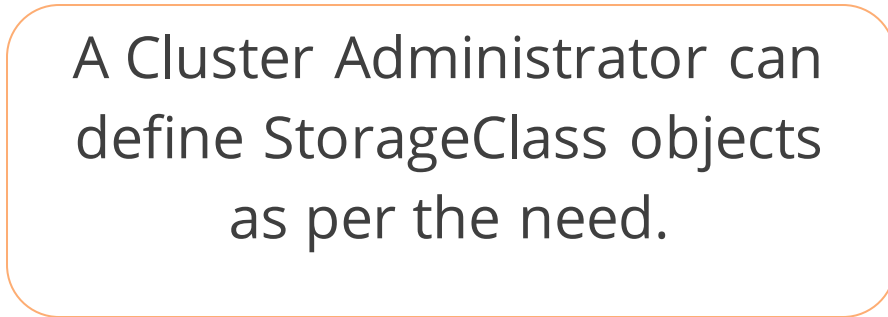 A Cluster Administrator can
define StorageClass objects
as per the need.